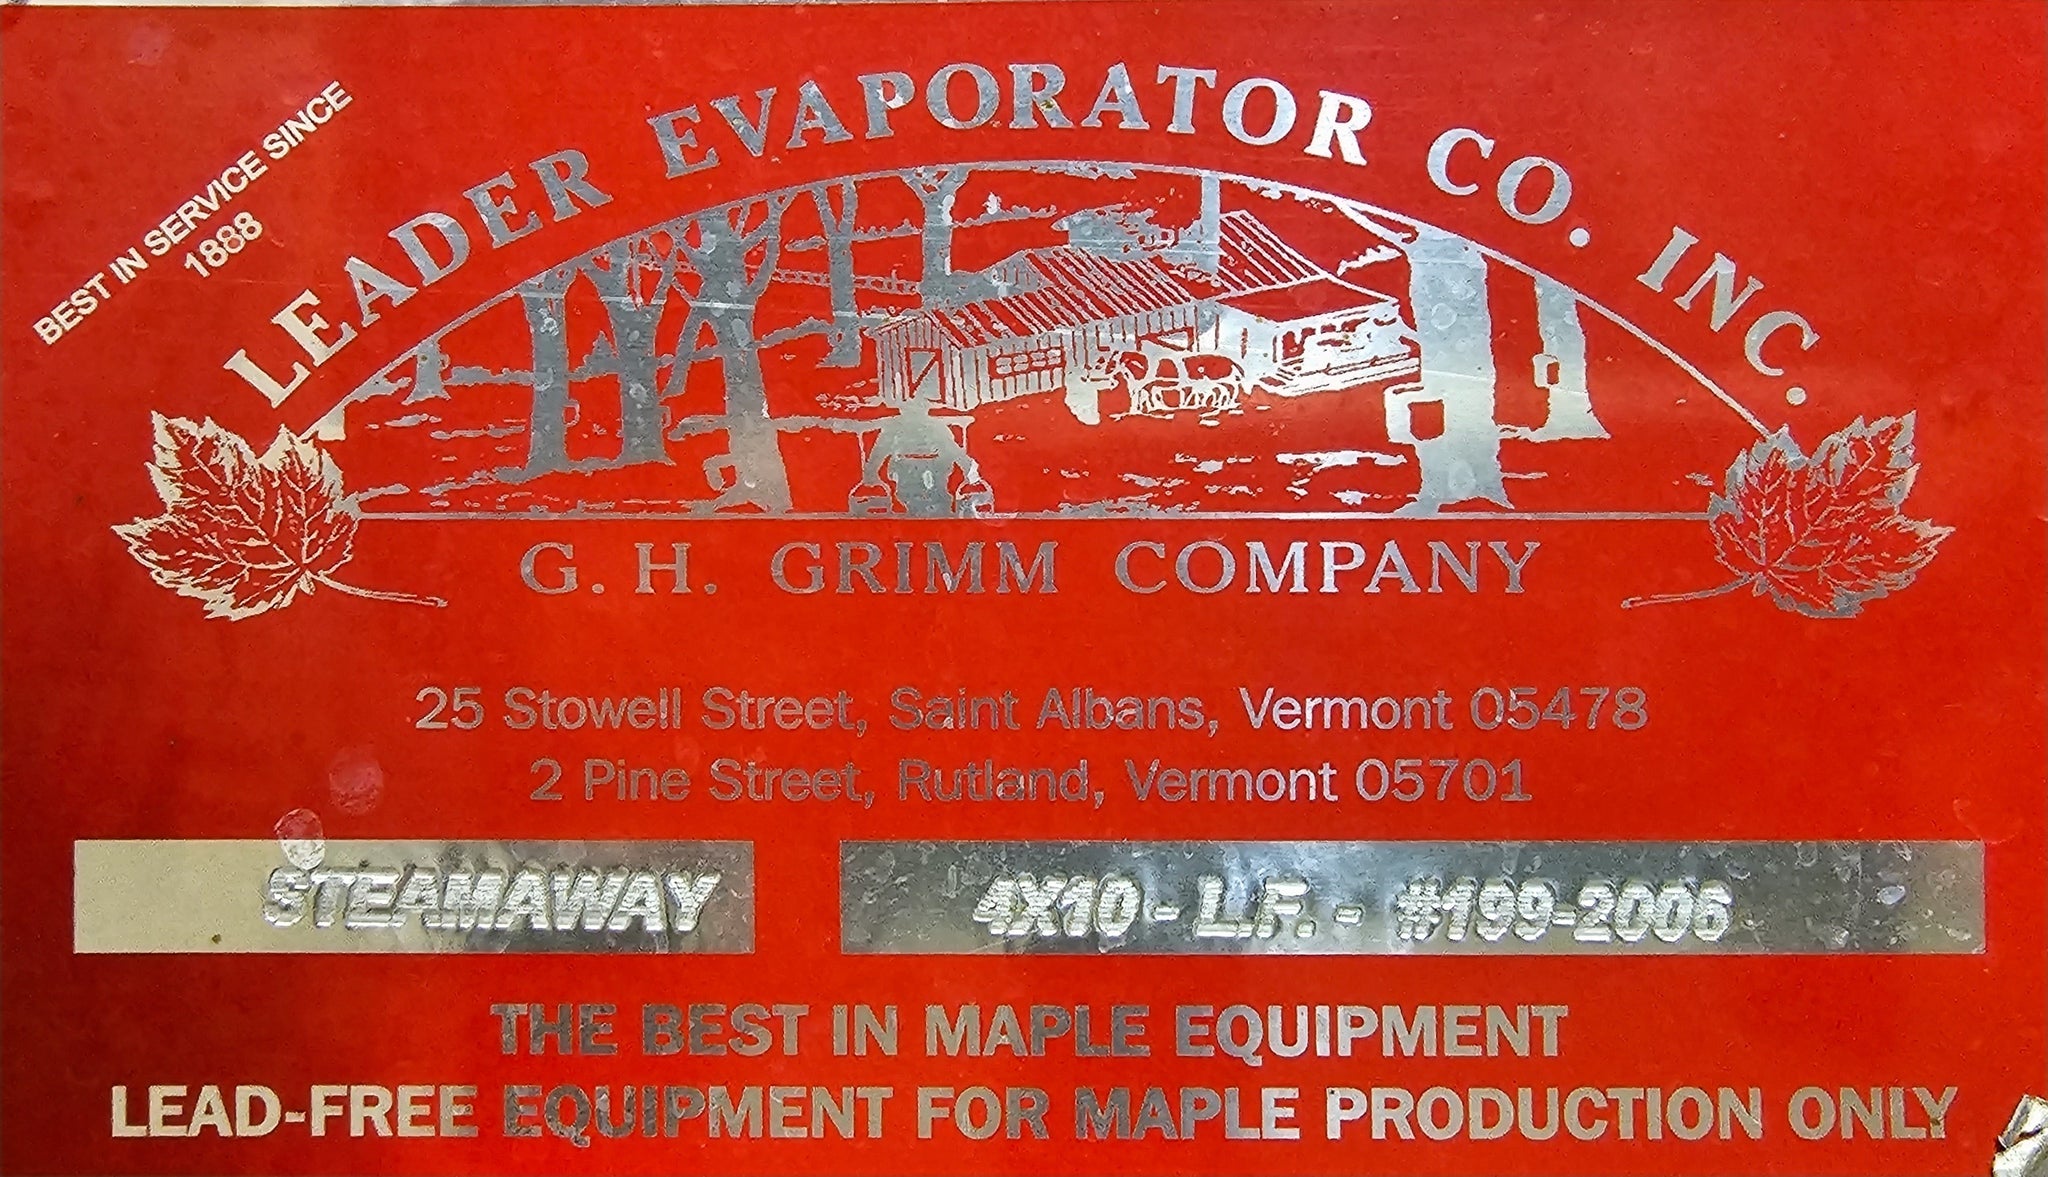 BEST IN SERVICE SINCE
1888
LEADER EVAPORATOR CO. INC.
G. H. GRIMM COMPANY
25 Stowell Street, Saint Albans, Vermont 05478
2 Pine Street, Rutland, Vermont 05701
STEAMAWAY
4X10 - L.F. - #199-2006
THE BEST IN MAPLE EQUIPMENT
LEAD-FREE EQUIPMENT FOR MAPLE PRODUCTION ONLY